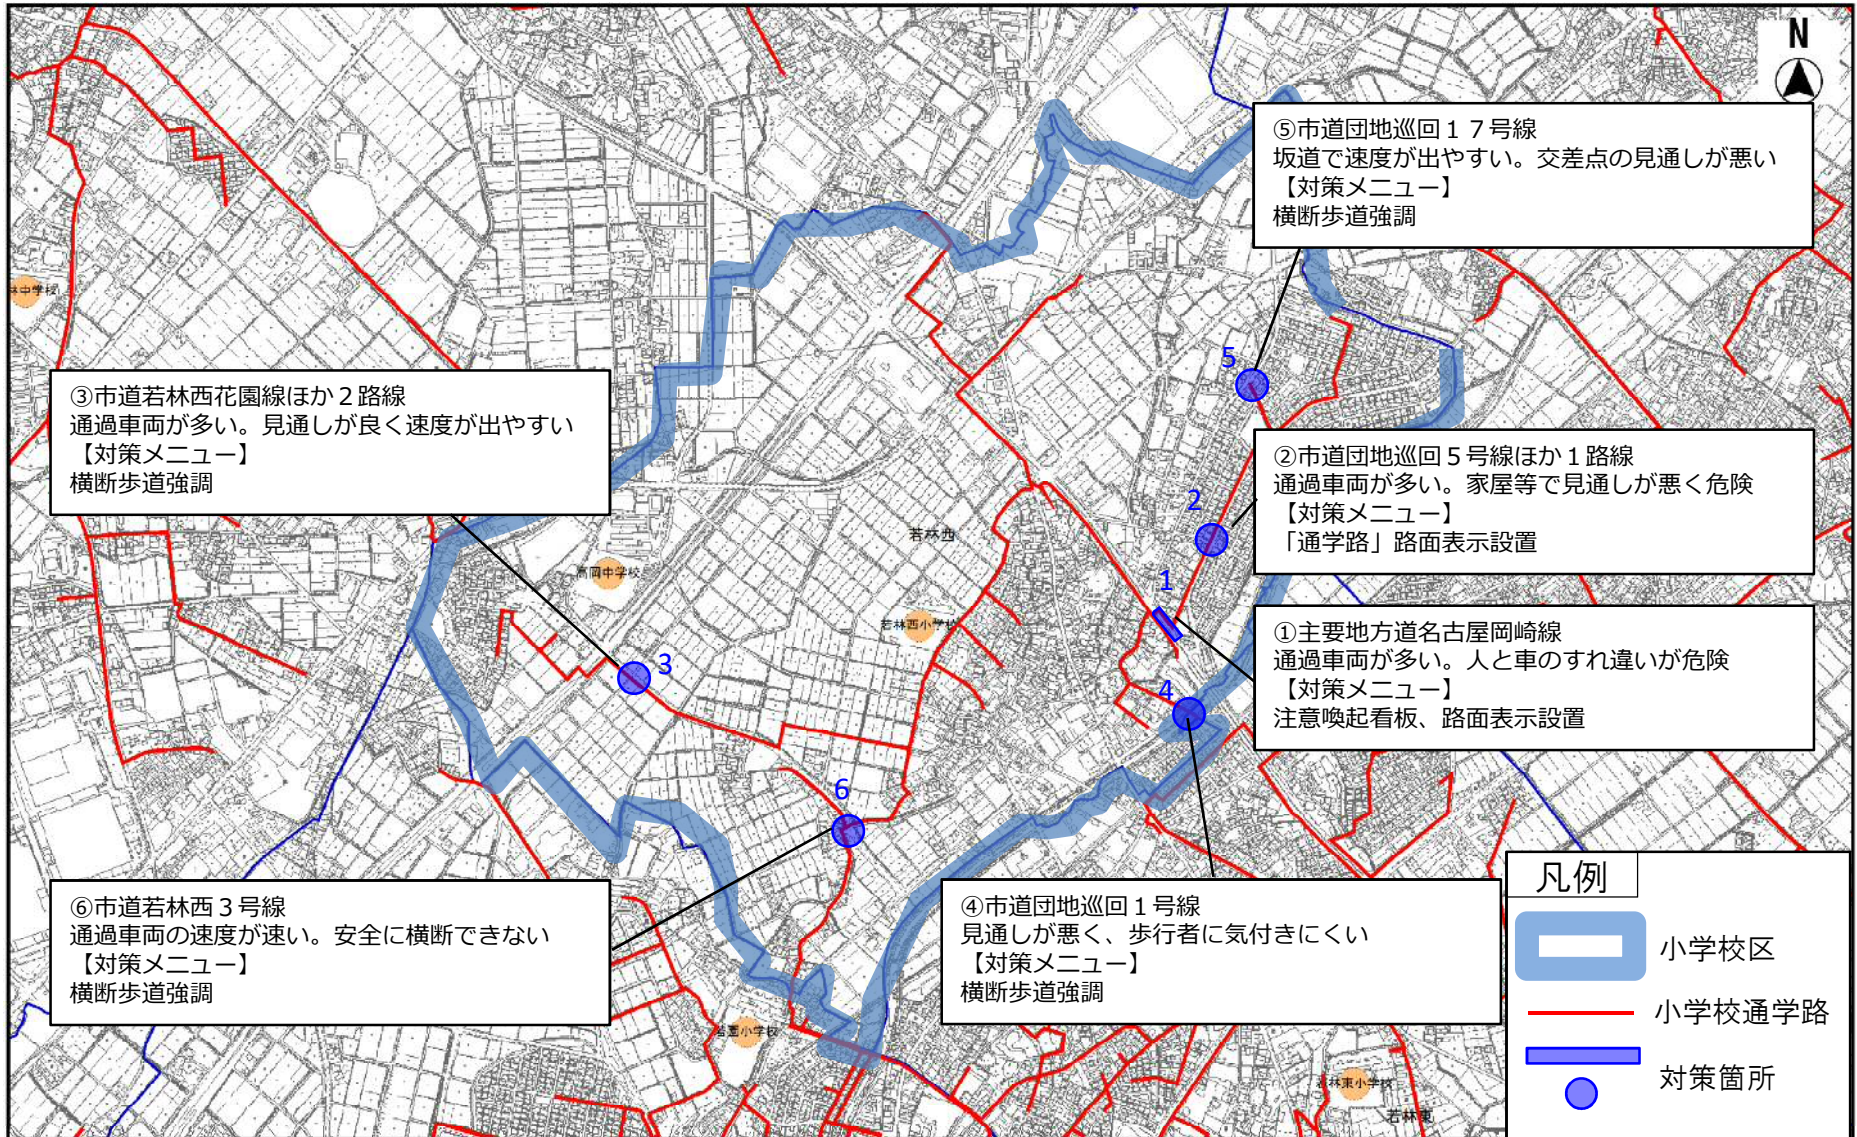 N
⑤市道団地巡回１７号線
坂道で速度が出やすい。交差点の見通しが悪い
【対策メニュー】
横断歩道強調
林中学校
5
③市道若林西花園線ほか２路線
通過車両が多い。見通しが良く速度が出やすい
【対策メニュー】
横断歩道強調
②市道団地巡回５号線ほか１路線
通過車両が多い。家屋等で見通しが悪く危険
【対策メニュー】
「通学路」路面表示設置
2
若林西
高岡中学校
1
若林西小学校
①主要地方道名古屋岡崎線
通過車両が多い。人と車のすれ違いが危険
【対策メニュー】
注意喚起看板、路面表示設置
3
4
6
⑥市道若林西３号線
通過車両の速度が速い。安全に横断できない
【対策メニュー】
横断歩道強調
④市道団地巡回１号線
見通しが悪く、歩行者に気付きにくい
【対策メニュー】
横断歩道強調
凡例
小学校区
小学校通学路
対策箇所
若園小学校
若林東小学校
若林東